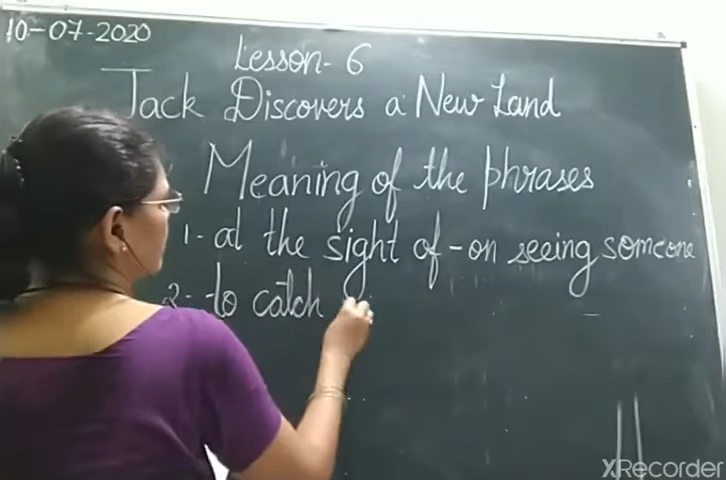 10-07-2020
Lesson- 6
Jack Discovers a New Land
Meaning of the phrases
1- at the sight of - on seeing someone
2- to catch
XRecorder